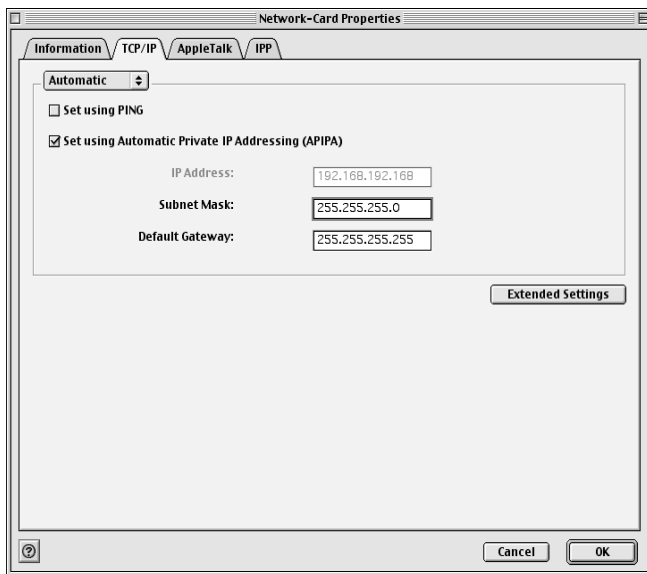 Network-Card Properties
Information TCP/IP AppleTalk IPP
Automatic
Set using PING
Set using Automatic Private IP Addressing (APIPA)
IP Address: 192.168.192.168
Subnet Mask: 255.255.255.0
Default Gateway: 255.255.255.255
Extended Settings
? Cancel OK